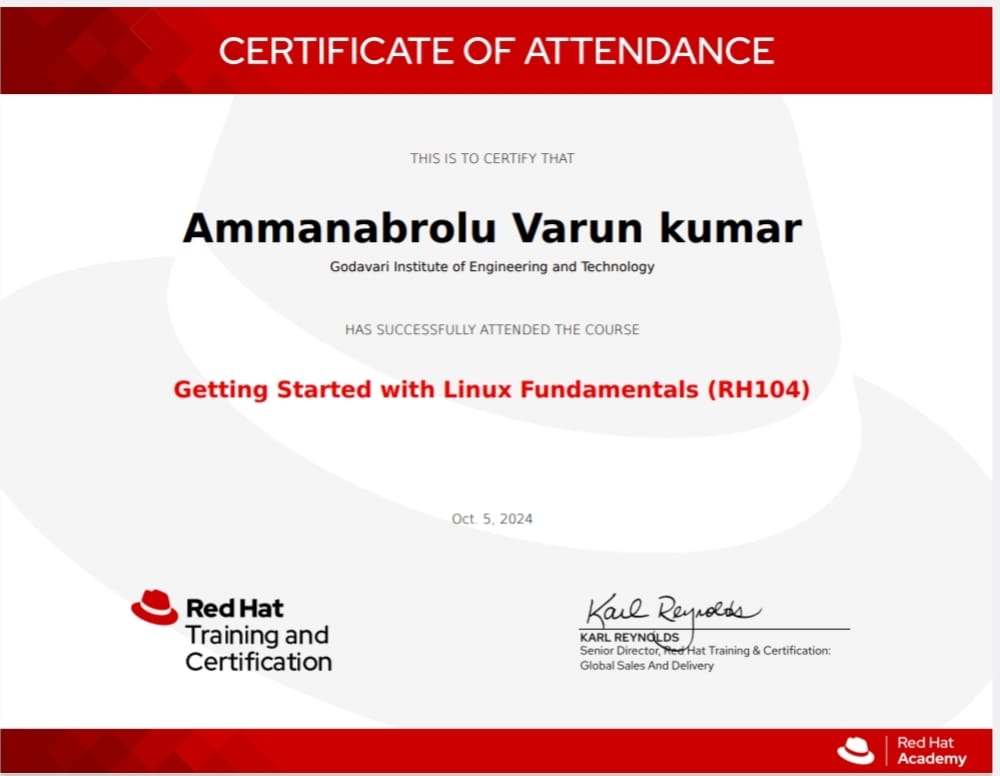 CERTIFICATE OF ATTENDANCE
THIS IS TO CERTIFY THAT
Ammanabrolu Varun kumar
Godavari Institute of Engineering and Technology
HAS SUCCESSFULLY ATTENDED THE COURSE
Getting Started with Linux Fundamentals (RH104)
Oct. 5, 2024
Red Hat
Training and
Certification
Karl Reynolds
KARL REYNOLDS
Senior Director, Red Hat Training & Certification:
Global Sales And Delivery
Red Hat
Academy